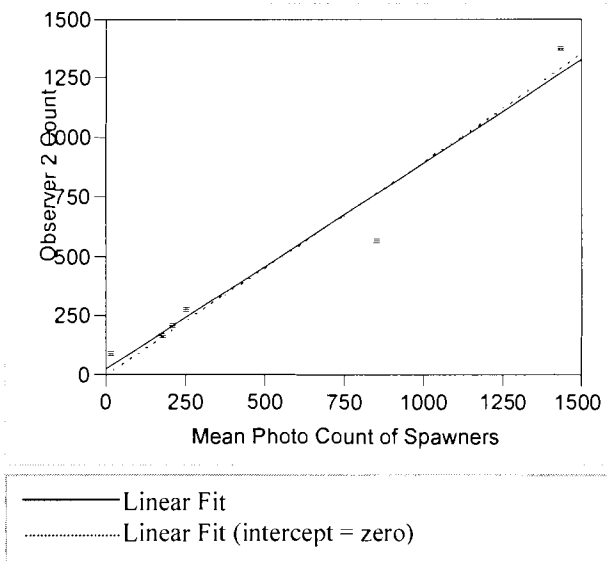 1500
1250
1000
750
500
250
0
Observer 2 Count
0 250 500 750 1000 1250 1500
Mean Photo Count of Spawners
Linear Fit
Linear Fit (intercept = zero)